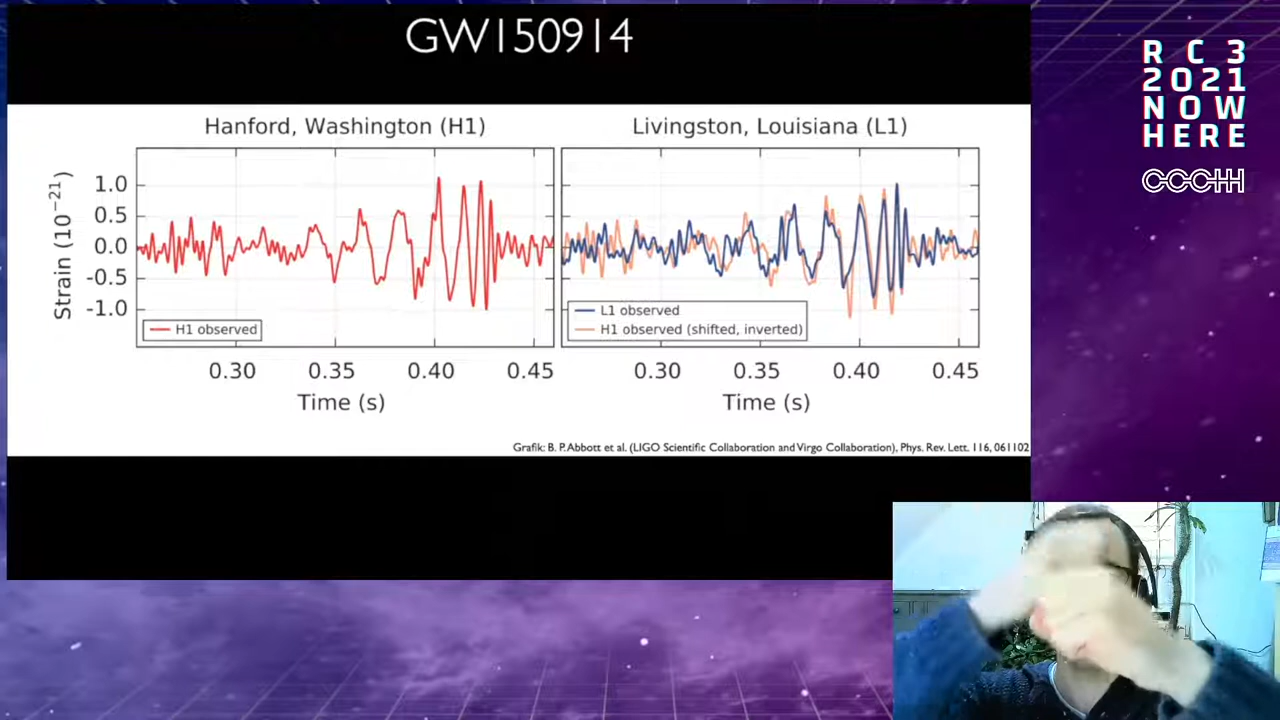 GW150914
Hanford, Washington (H1)
Livingston, Louisiana (L1)
Strain (10⁻²¹)
1.0
0.5
0.0
-0.5
-1.0
H1 observed
L1 observed
H1 observed (shifted, inverted)
0.30 0.35 0.40 0.45
0.30 0.35 0.40 0.45
Time (s)
Time (s)
Grafik: B. P. Abbott et al. (LIGO Scientific Collaboration and Virgo Collaboration), Phys. Rev. Lett. 116, 061102
RC3
2021
NOW
HERE
CCCHH